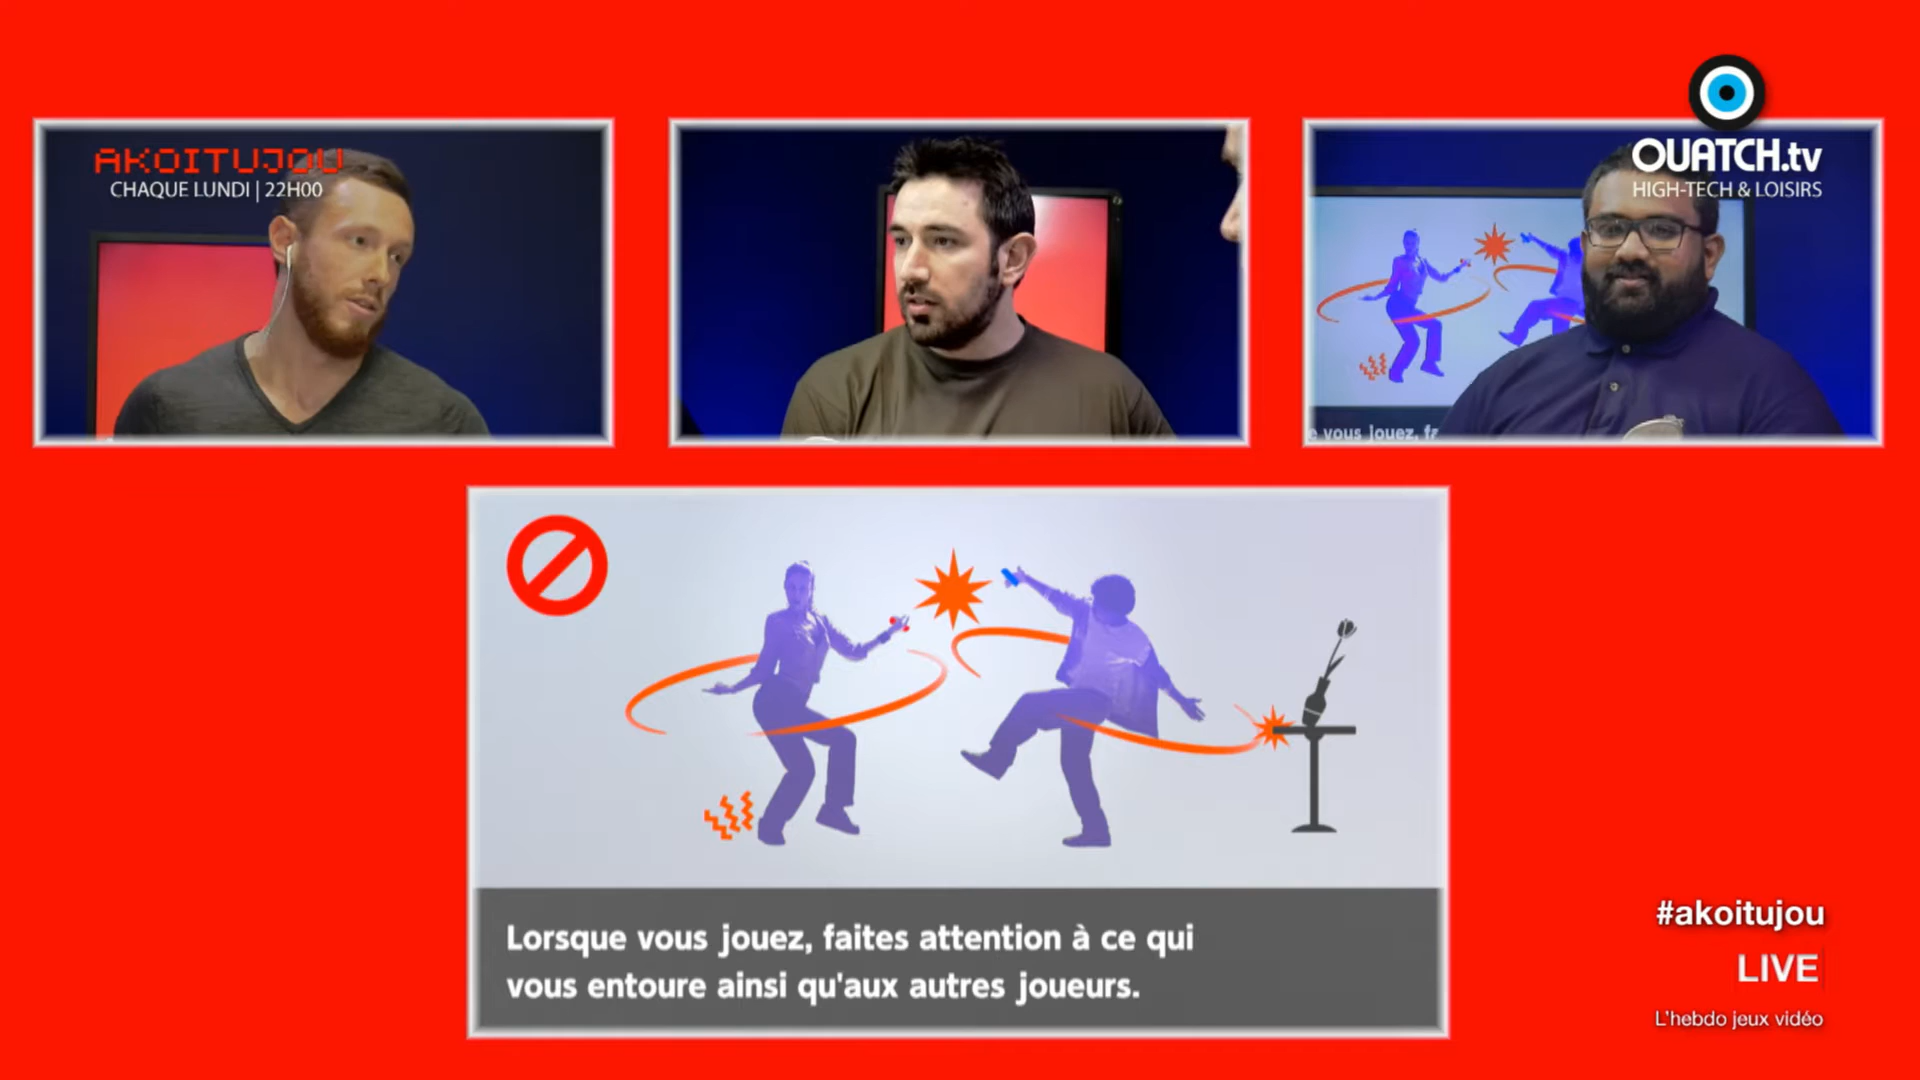 AKOITUJOU
CHAQUE LUNDI | 22H00
OUATCH.tv
HIGH-TECH & LOISIRS
e vous jouez, fa
Lorsque vous jouez, faites attention à ce qui
vous entoure ainsi qu'aux autres joueurs.
#akoitujou
LIVE
L'hebdo jeux vidéo